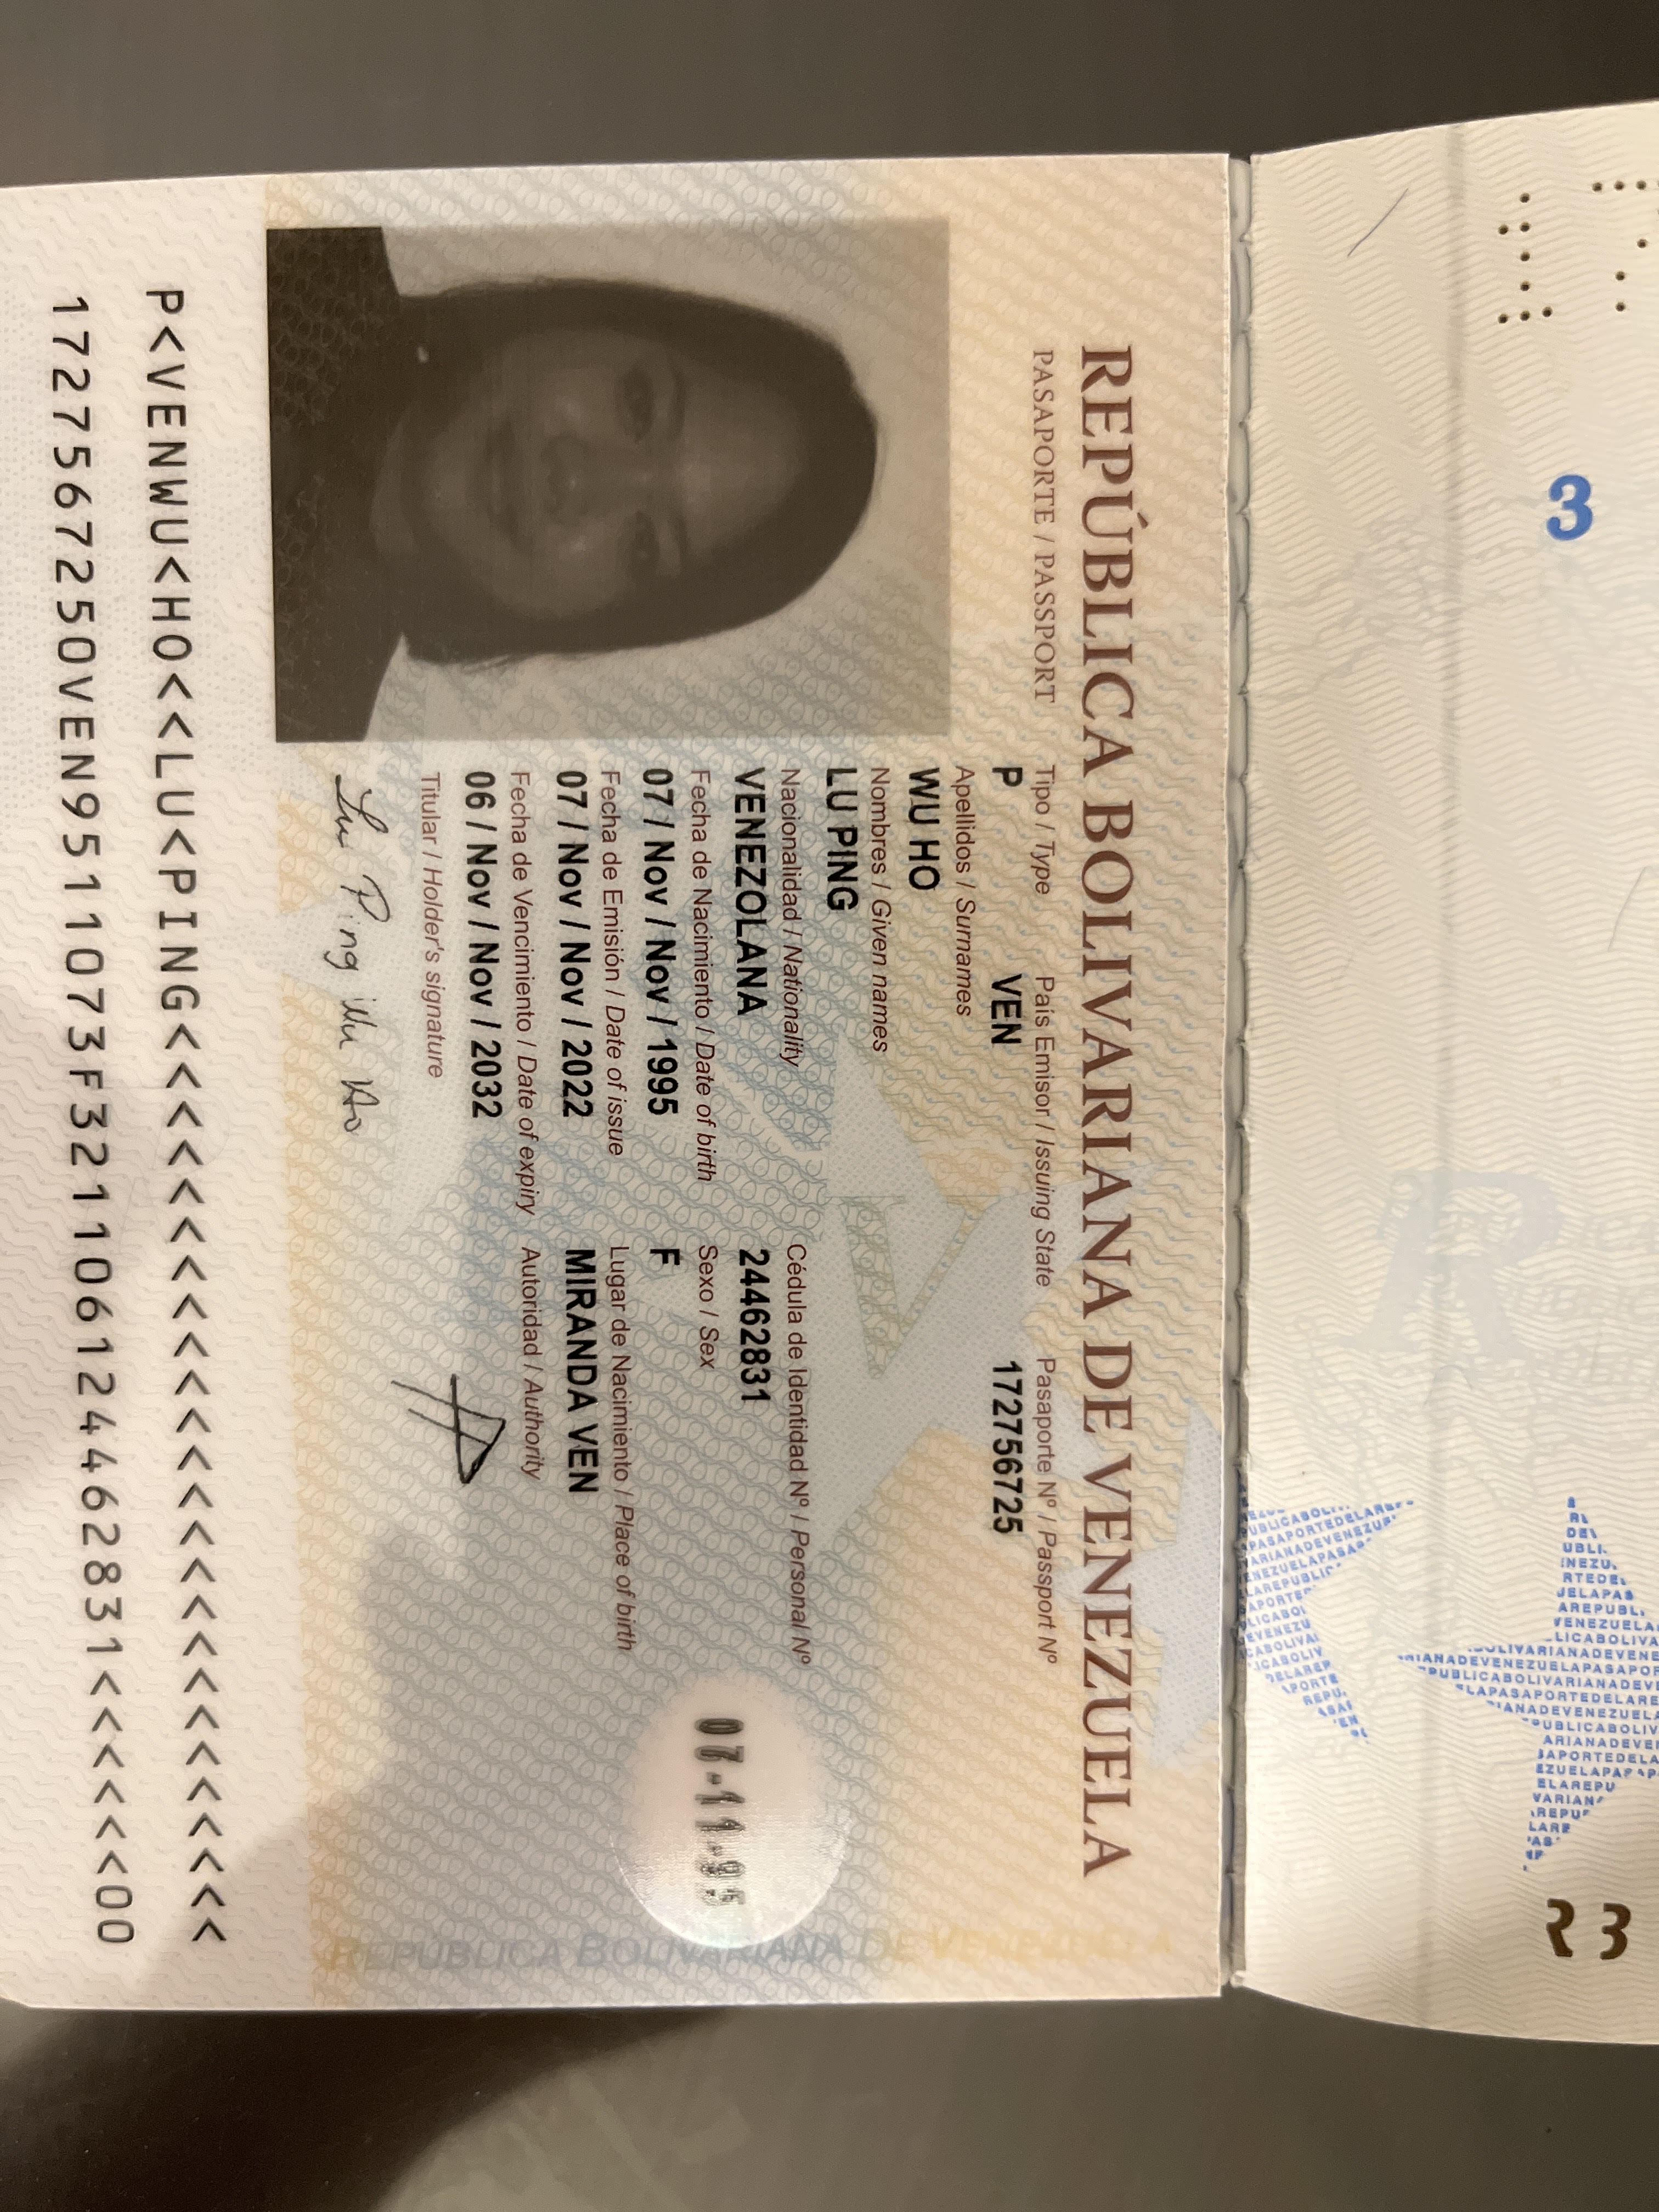 3
REPÚBLICA BOLIVARIANA DE VENEZUELA
PASAPORTE / PASSPORT
Tipo / Type País Emisor / Issuing State Pasaporte Nº / Passport Nº
P VEN 172756725
Apellidos / Surnames
WU HO
Nombres / Given names
LU PING
Nacionalidad / Nationality Cédula de Identidad Nº / Personal Nº
VENEZOLANA 24462831
Fecha de Nacimiento / Date of birth Sexo / Sex
07 / Nov / 1995 F
Fecha de Emisión / Date of issue Lugar de Nacimiento / Place of birth
07 / Nov / 2022 MIRANDA VEN
Fecha de Vencimiento / Date of expiry Autoridad / Authority
06 / Nov / 2032
Titular / Holder's signature
Lu Ping Wu Ho
07-11-95
REPÚBLICA BOLIVARIANA DE VENEZUELA
P<VENWU<HO<<LU<PING<<<<<<<<<<<<<<<<<<<<<<<<<
1727567250VEN9511073F321106124462831<<<<<<00